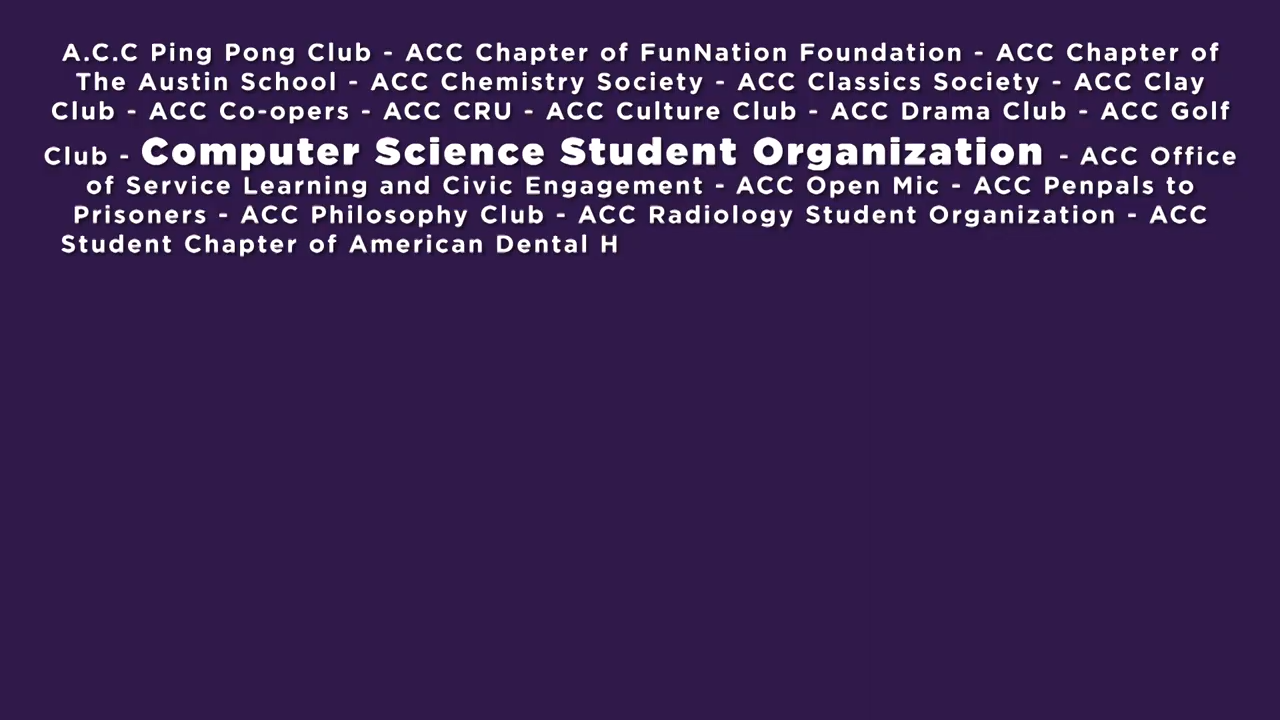 A.C.C Ping Pong Club - ACC Chapter of FunNation Foundation - ACC Chapter of
The Austin School - ACC Chemistry Society - ACC Classics Society - ACC Clay
Club - ACC Co-opers - ACC CRU - ACC Culture Club - ACC Drama Club - ACC Golf
Club - Computer Science Student Organization - ACC Office
of Service Learning and Civic Engagement - ACC Open Mic - ACC Penpals to
Prisoners - ACC Philosophy Club - ACC Radiology Student Organization - ACC
Student Chapter of American Dental H